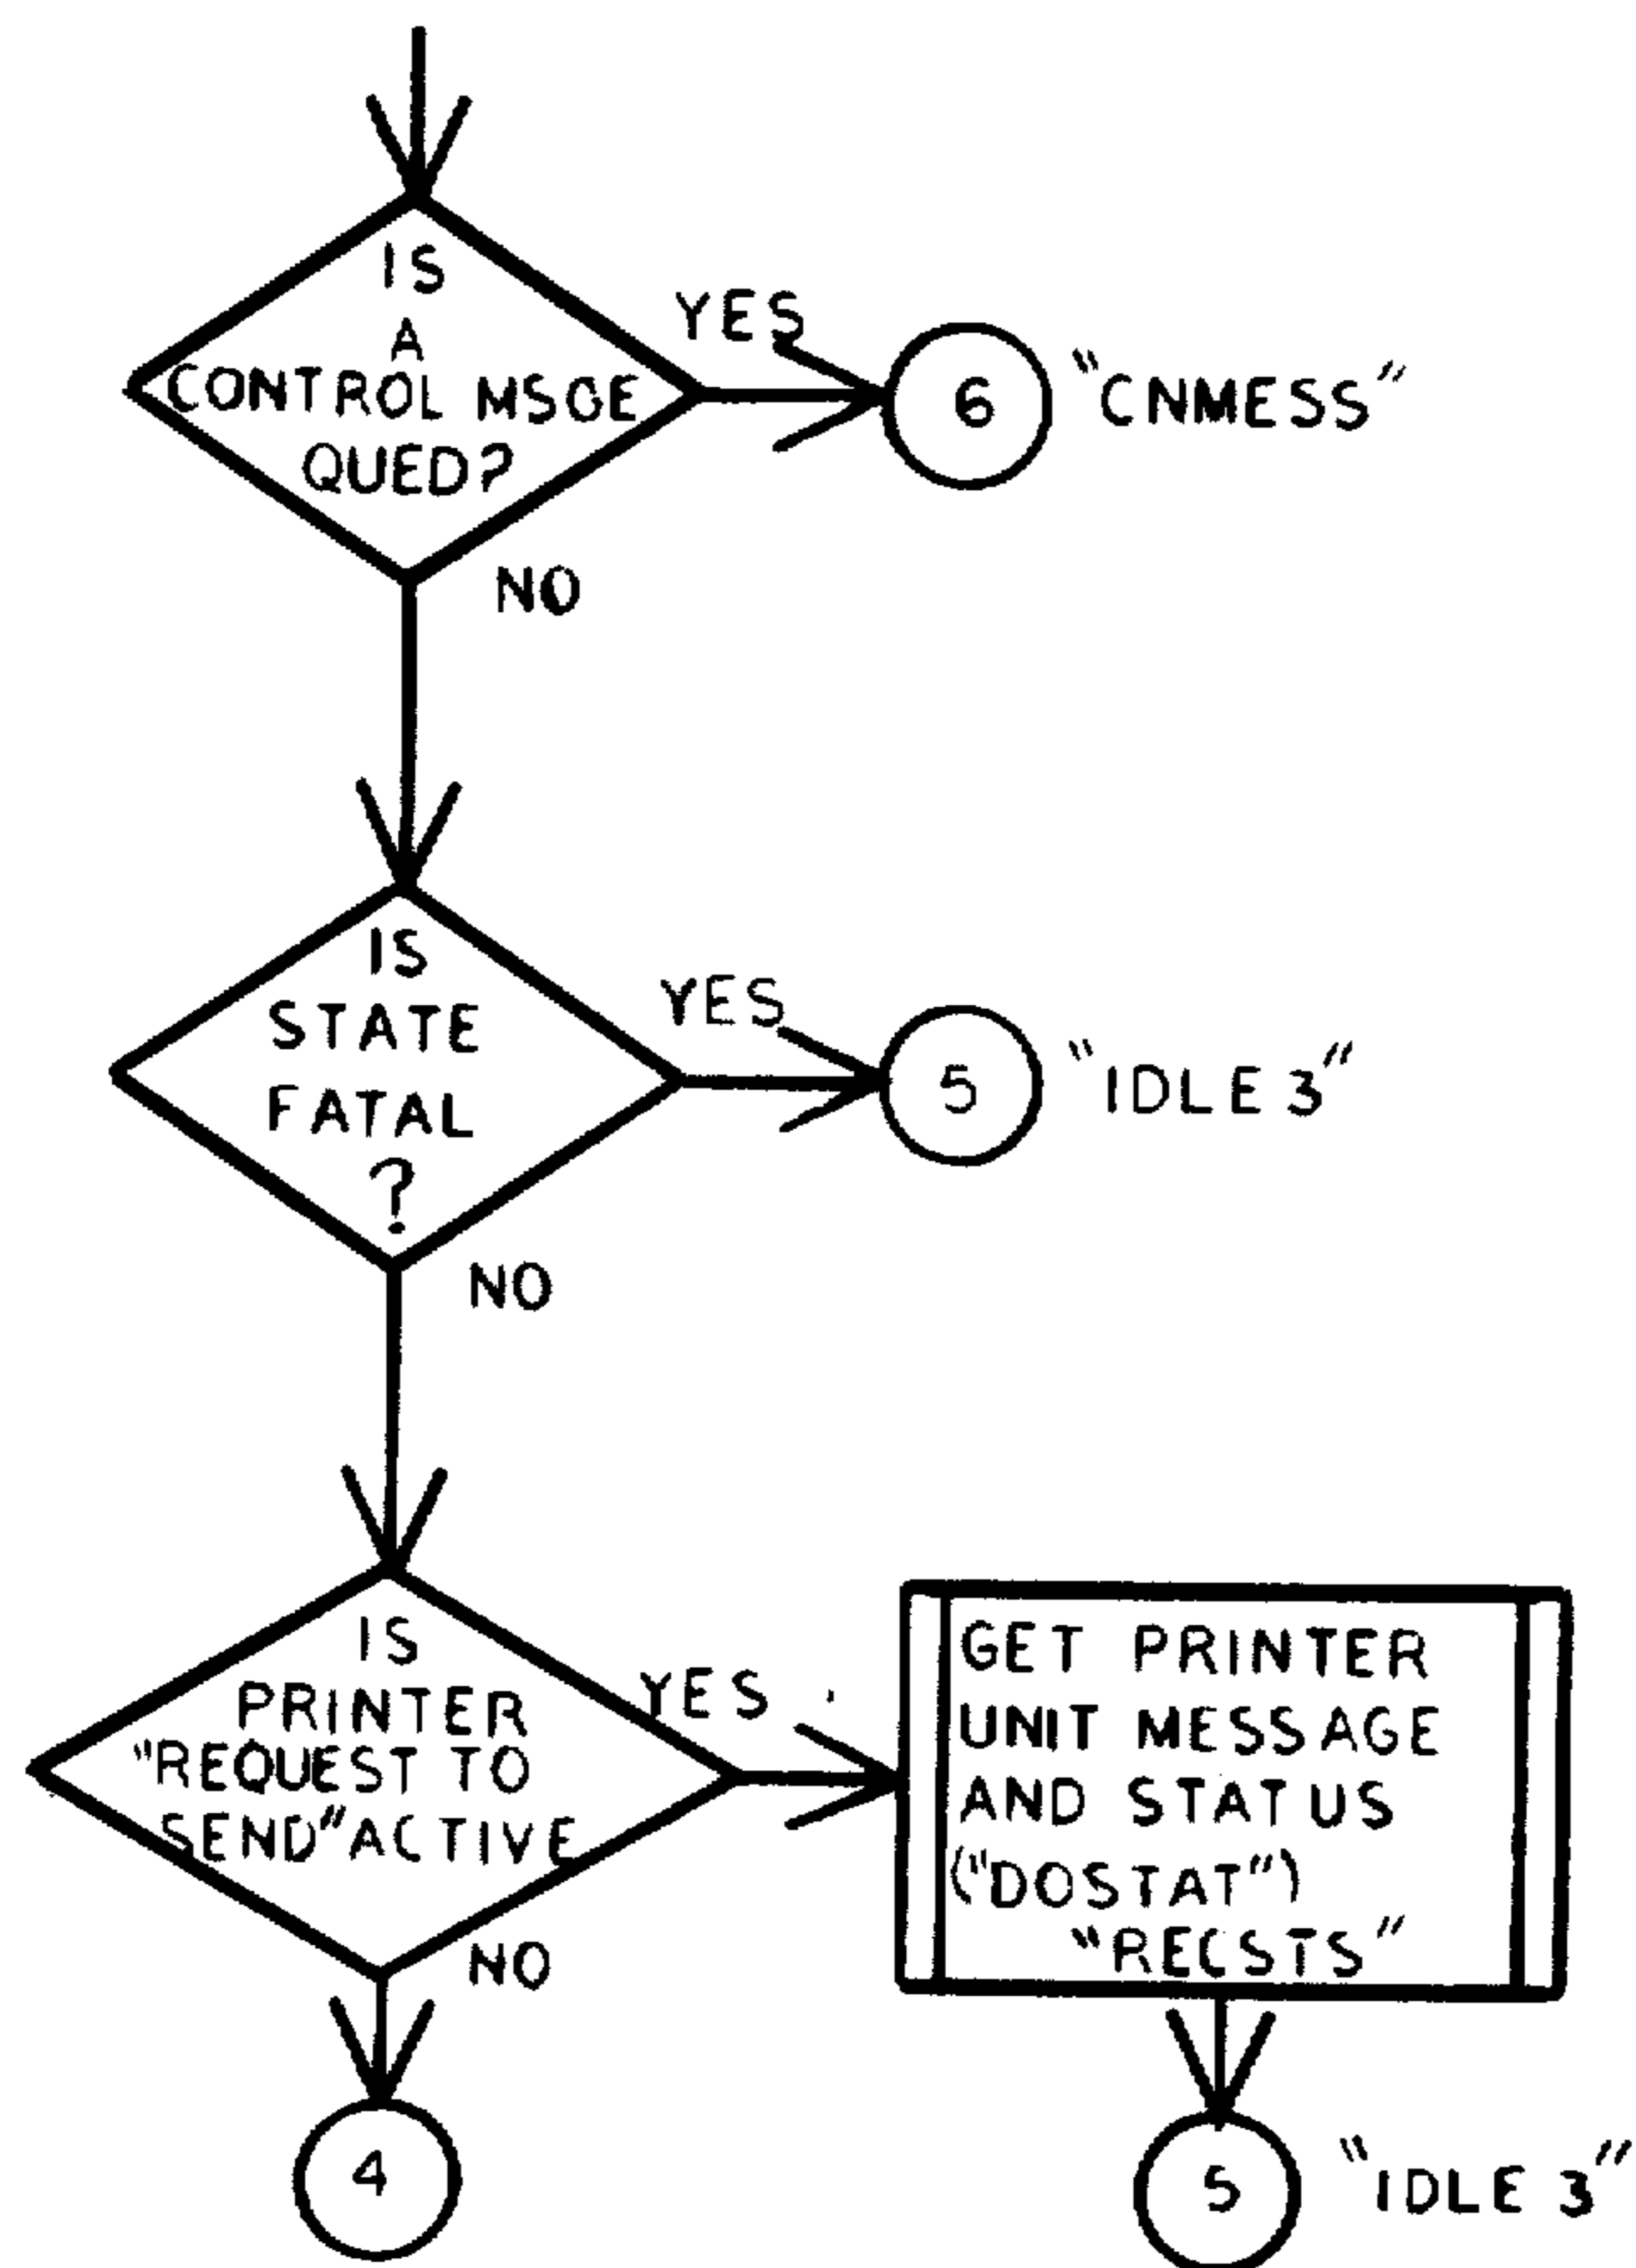 IS
A
CONTROL MSGE
QUED?
YES
6
"CNMESS"
NO
IS
STATE
FATAL
?
YES
5
"IDLE 3"
NO
IS
PRINTER
"REQUEST TO
SEND" ACTIVE
YES
GET PRINTER
UNIT MESSAGE
AND STATUS
("DOSTAT")
"RECSTS"
NO
4
5
"IDLE 3"